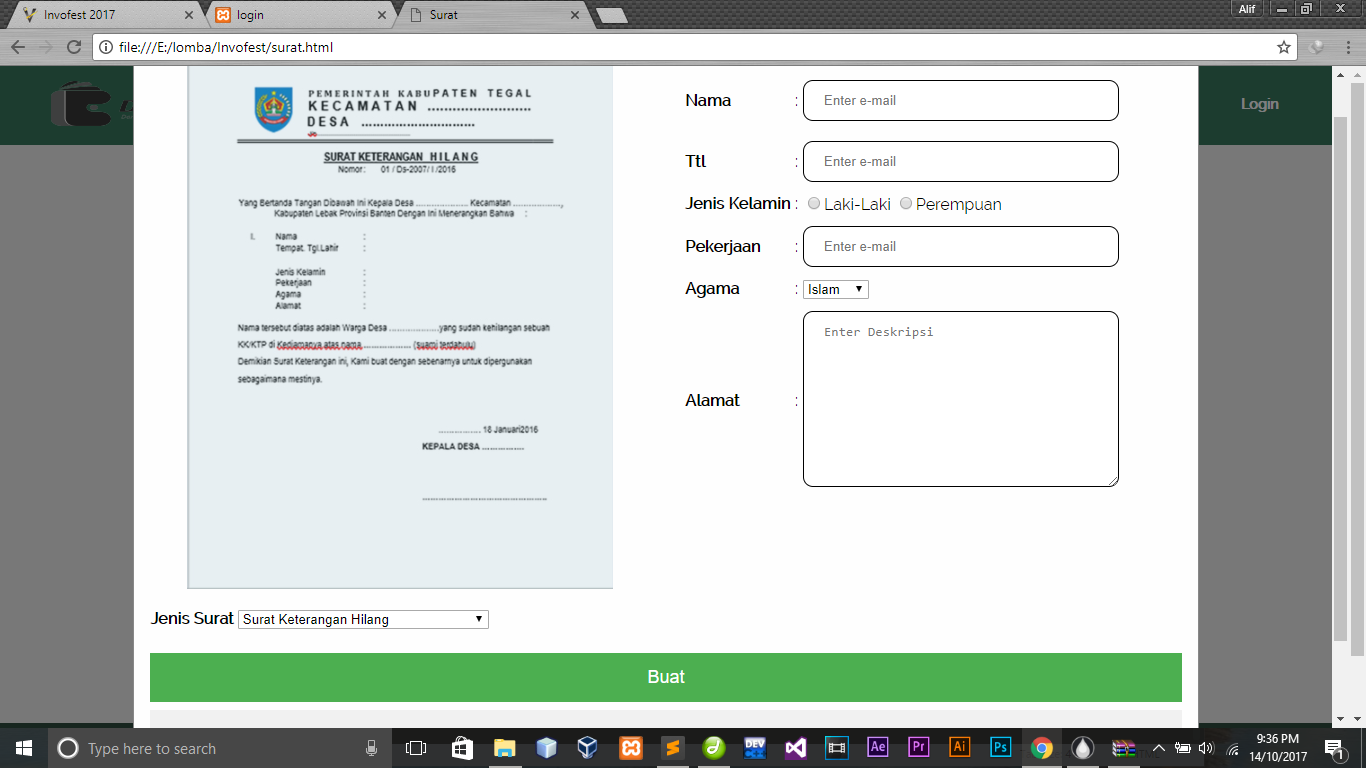 Invofest 2017
login
Surat
Alif
file:///E:/lomba/Invofest/surat.html
Login
PEMERINTAH KABUPATEN TEGAL
KECAMATAN ..........................
DESA ..............................
SURAT KETERANGAN H I L A N G
Nomor : 01 / Ds-2007/ I /2016
Yang Bertanda Tangan Dibawah Ini Kepala Desa ..................... Kecamatan ...................,
Kabupaten Lebak Provinsi Banten Dengan Ini Menerangkan Bahwa :
I. Nama :
Tempat. Tgl.Lahir :
Jenis Kelamin :
Pekerjaan :
Agama :
Alamat :
Nama tersebut diatas adalah Warga Desa ....................yang sudah kehilangan sebuah
KK/KTP di Kediamanya atas nama.................... (suami terdahulu)
Demikian Surat Keterangan ini, Kami buat dengan sebenarnya untuk dipergunakan
sebagaimana mestinya.
.................. 18 Januari2016
KEPALA DESA .................
Nama : Enter e-mail
Ttl : Enter e-mail
Jenis Kelamin : Laki-Laki Perempuan
Pekerjaan : Enter e-mail
Agama : Islam
Alamat : Enter Deskripsi
Jenis Surat Surat Keterangan Hilang
Buat
Type here to search
DEV
Ae
Pr
Ai
Ps
9:36 PM
14/10/2017
1